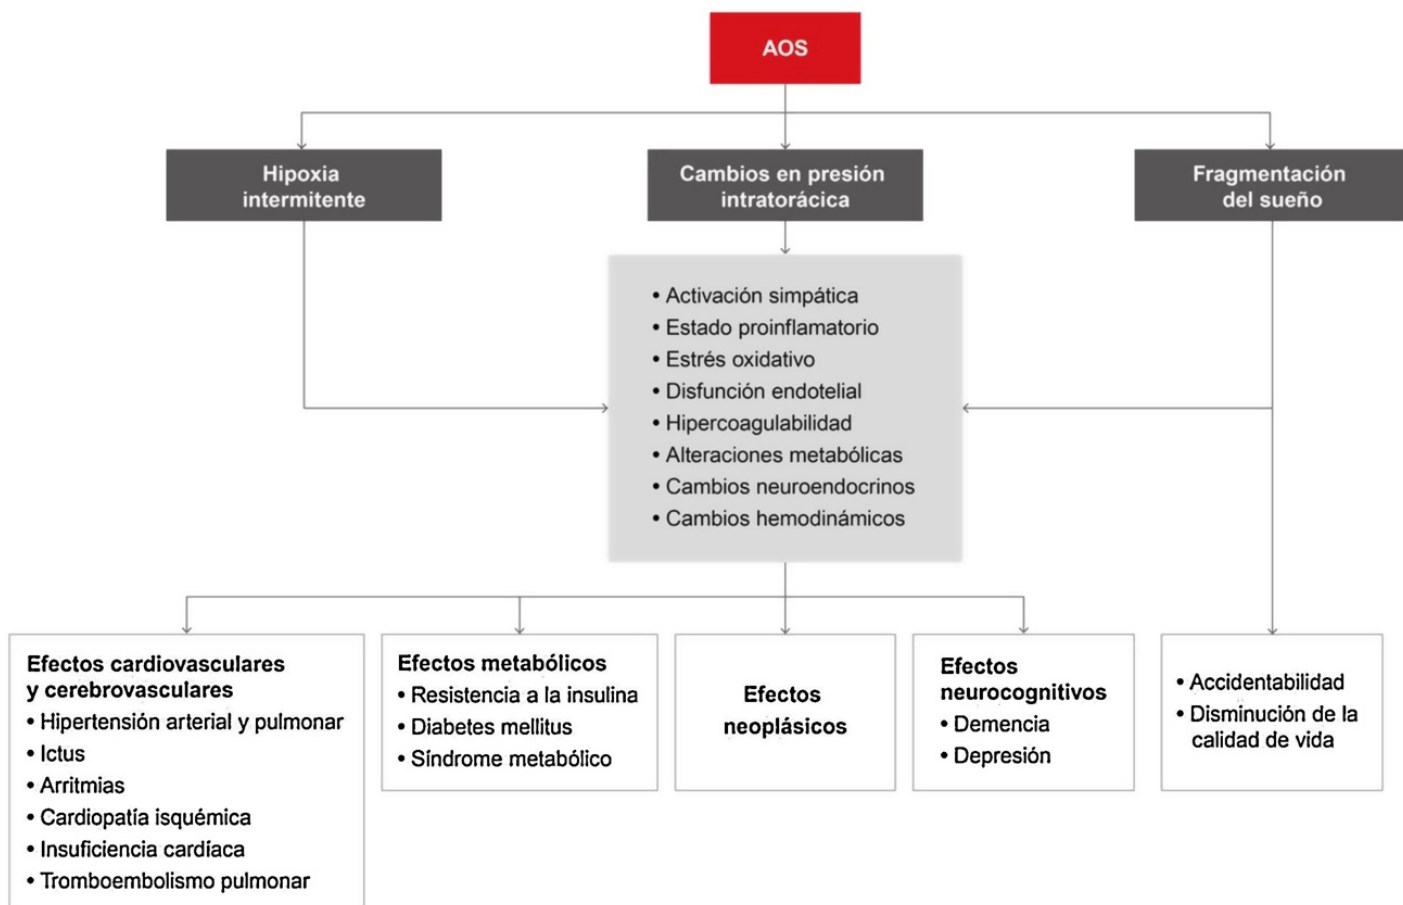 AOS
Hipoxia
intermitente
Cambios en presión
intratorácica
Fragmentación
del sueño
• Activación simpática
• Estado proinflamatorio
• Estrés oxidativo
• Disfunción endotelial
• Hipercoagulabilidad
• Alteraciones metabólicas
• Cambios neuroendocrinos
• Cambios hemodinámicos
Efectos cardiovasculares
y cerebrovasculares
• Hipertensión arterial y pulmonar
• Ictus
• Arritmias
• Cardiopatía isquémica
• Insuficiencia cardíaca
• Tromboembolismo pulmonar
Efectos metabólicos
• Resistencia a la insulina
• Diabetes mellitus
• Síndrome metabólico
Efectos
neoplásicos
Efectos
neurocognitivos
• Demencia
• Depresión
• Accidentabilidad
• Disminución de la
calidad de vida